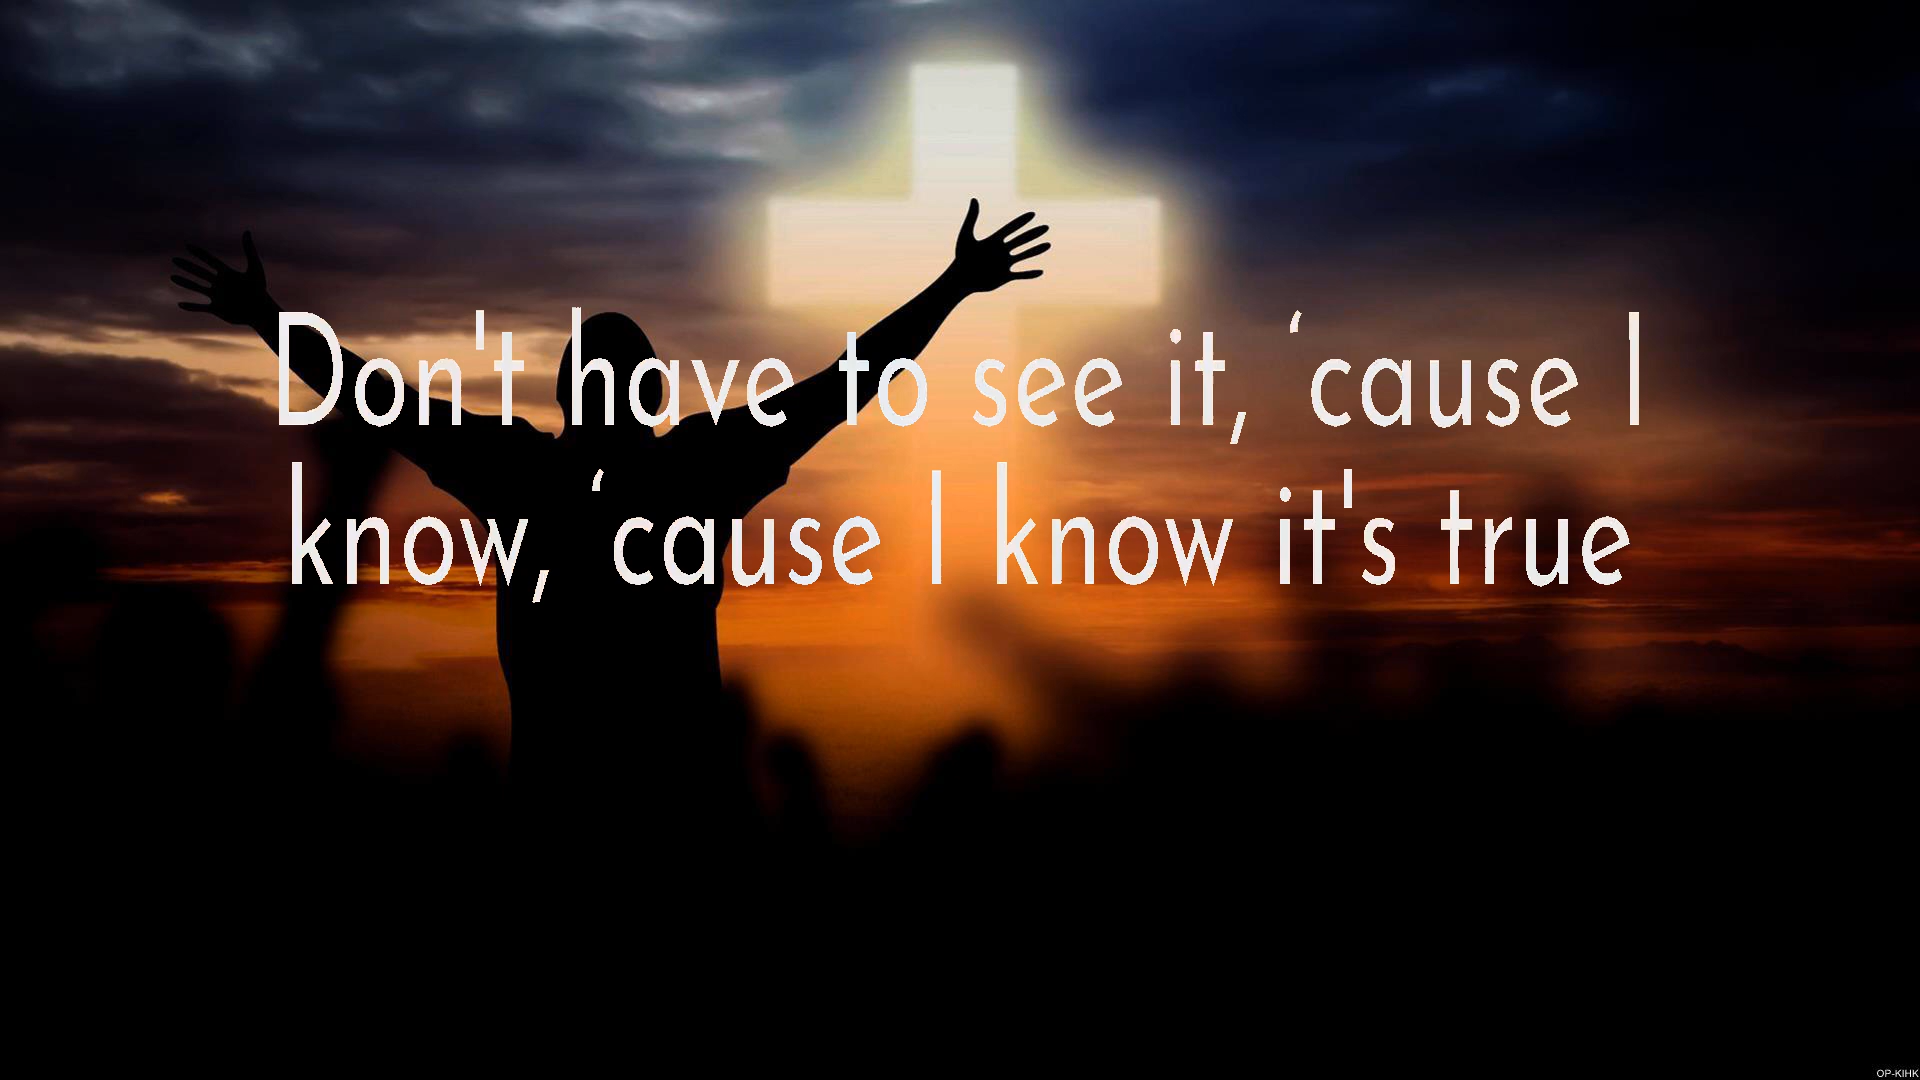 Don't have to see it, ‘cause I
know, ‘cause I know it's true
OP-KIHK